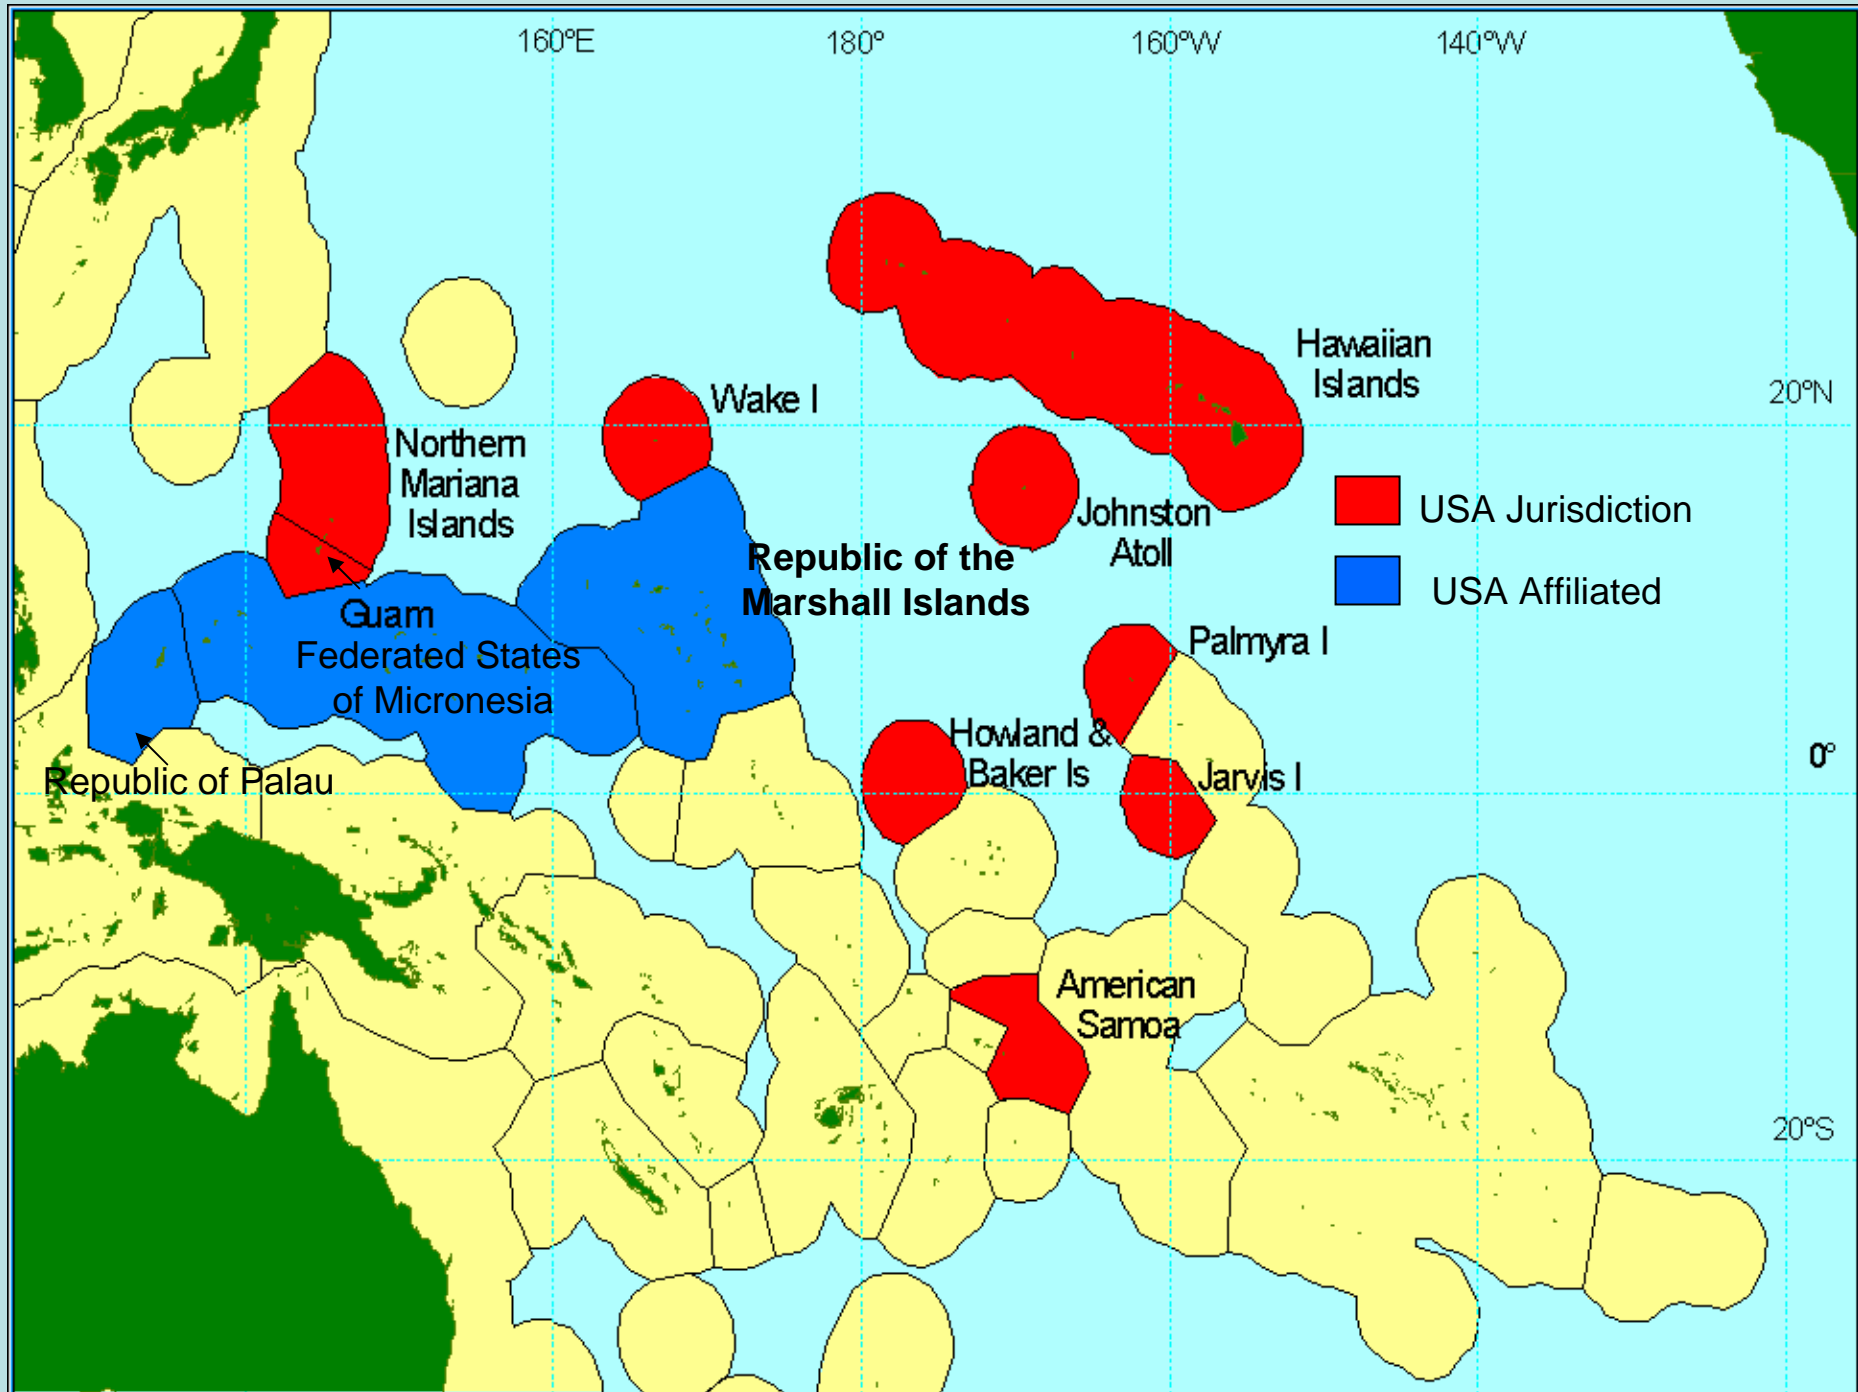 160°E
180°
160°W
140°W
Hawaiian
Islands
20°N
Wake I
Northern
Mariana
Islands
Johnston
Atoll
USA Jurisdiction
Republic of the
Marshall Islands
USA Affiliated
Guam
Federated States
of Micronesia
Palmyra I
Howland &
Baker Is
0°
Republic of Palau
Jarvis I
American
Samoa
20°S